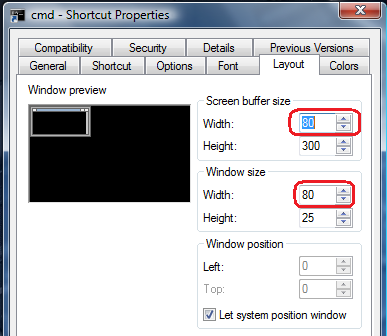 cmd - Shortcut Properties
Compatibility Security Details Previous Versions
General Shortcut Options Font Layout Colors
Window preview
Screen buffer size
Width: 80
Height: 300
Window size
Width: 80
Height: 25
Window position
Left: 0
Top: 0
Let system position window